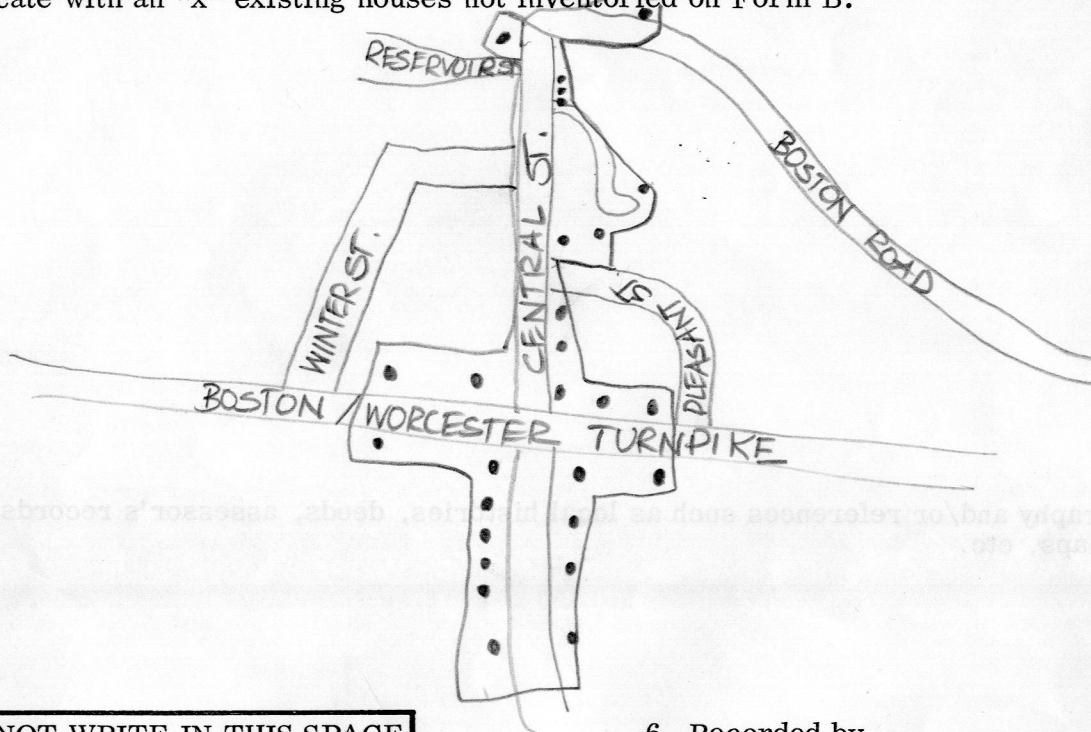 cate with an "x" existing houses not inventoried on Form B.
RESERVOIR ST
BOSTON ROAD
CENTRAL ST.
WINTER ST.
PLEASANT ST
BOSTON / WORCESTER TURNPIKE
raphy and/or references such as local histories, deeds, assessor's records
aps, etc.
NOT WRITE IN THIS SPACE
6. Recorded by